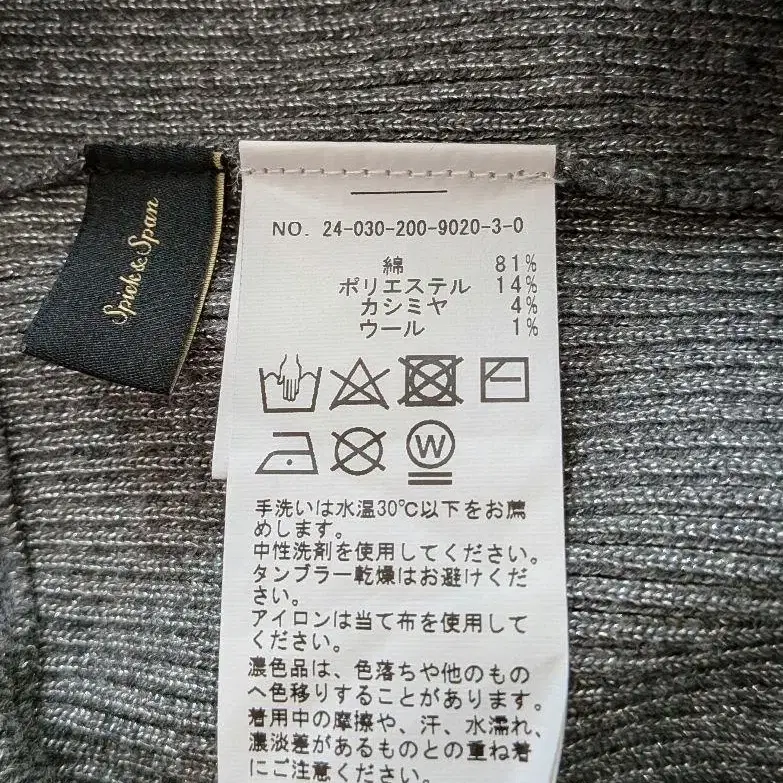 Spick & Span
NO. 24-030-200-9020-3-0
綿 81%
ポリエステル 14%
カシミヤ 4%
ウール 1%
W
手洗いは水温30℃以下をお薦
めします。
中性洗剤を使用してください。
タンブラー乾燥はお避けくだ
さい。
アイロンは当て布を使用して
ください。
濃色品は、色落ちや他のもの
へ色移りすることがあります。
着用中の摩擦や、汗、水濡れ、
濃淡差があるものとの重ね着
にご注意ください。